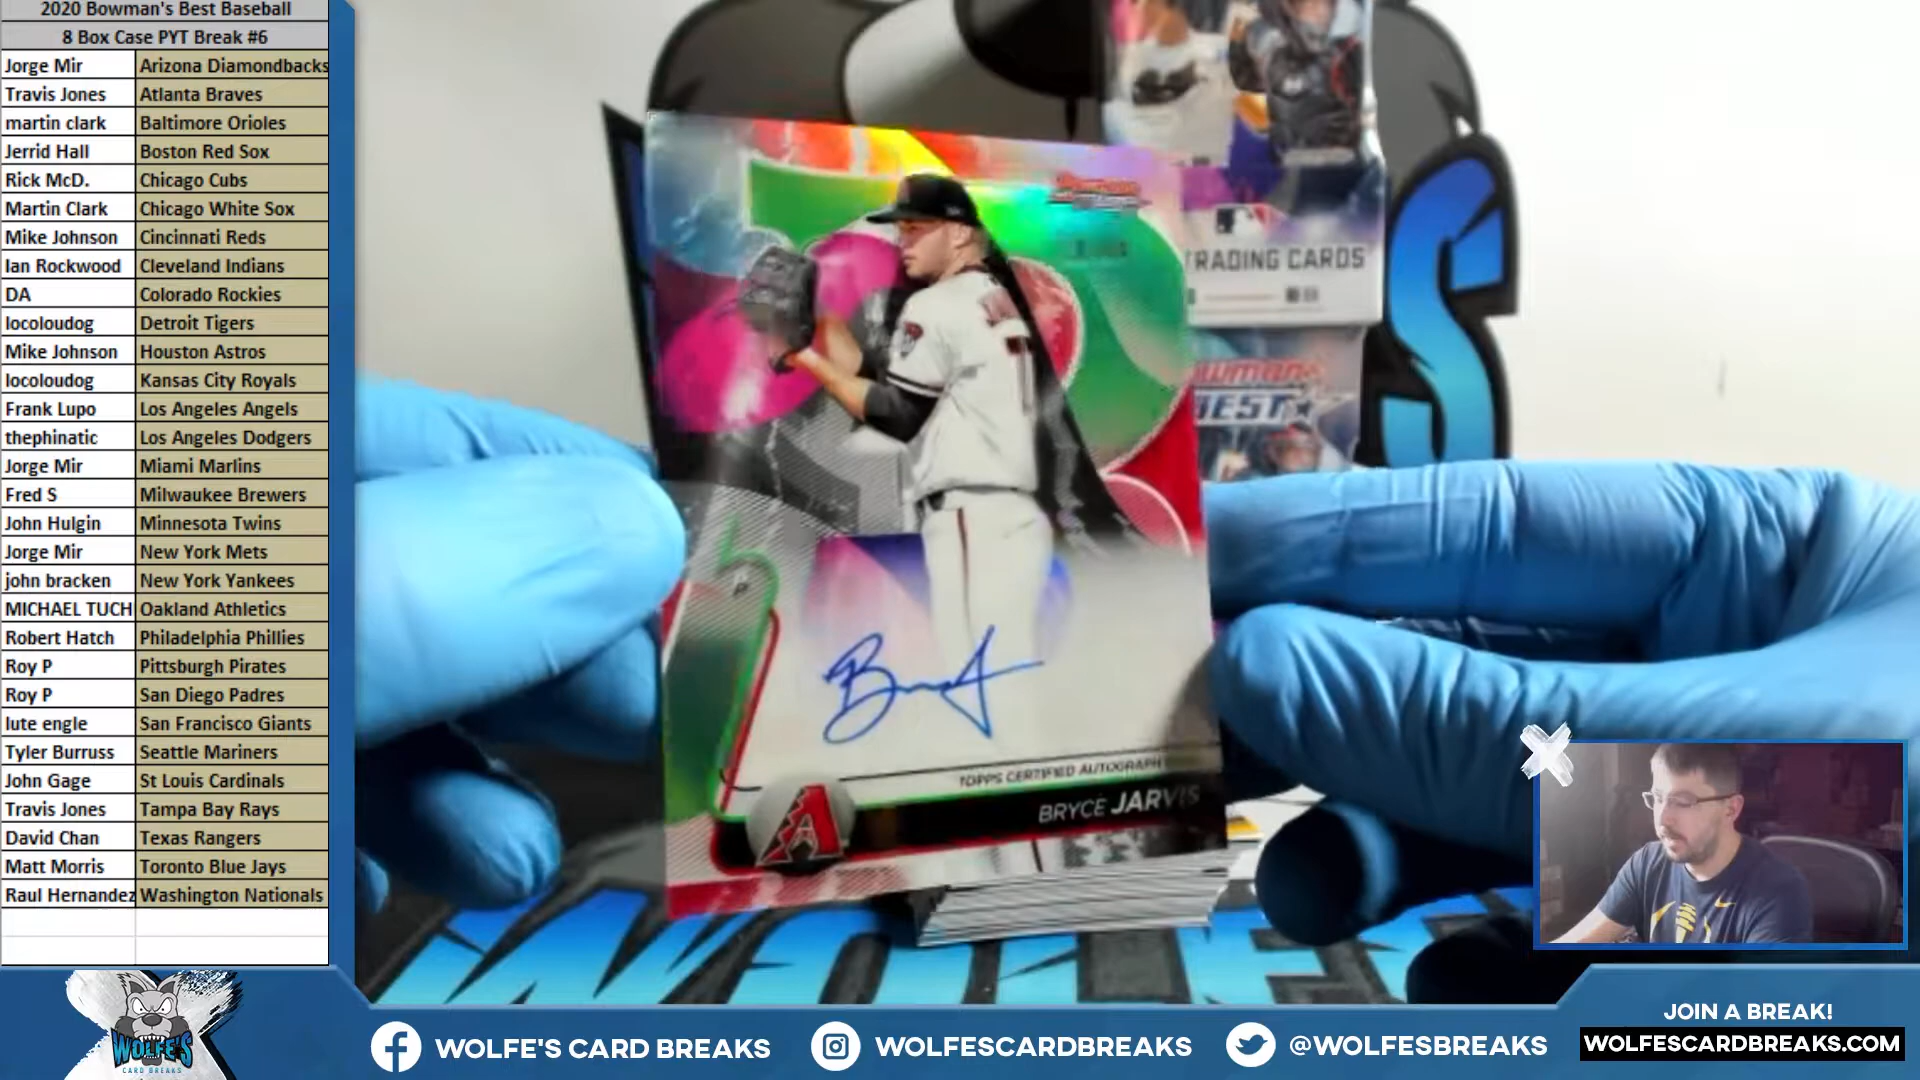 2020 Bowman's Best Baseball
8 Box Case PYT Break #6
Jorge Mir Arizona Diamondbacks
Travis Jones Atlanta Braves
martin clark Baltimore Orioles
Jerrid Hall Boston Red Sox
Rick McD. Chicago Cubs
Martin Clark Chicago White Sox
Mike Johnson Cincinnati Reds
Ian Rockwood Cleveland Indians
DA Colorado Rockies
locoloudog Detroit Tigers
Mike Johnson Houston Astros
locoloudog Kansas City Royals
Frank Lupo Los Angeles Angels
thephinatic Los Angeles Dodgers
Jorge Mir Miami Marlins
Fred S Milwaukee Brewers
John Hulgin Minnesota Twins
Jorge Mir New York Mets
john bracken New York Yankees
MICHAEL TUCH Oakland Athletics
Robert Hatch Philadelphia Phillies
Roy P Pittsburgh Pirates
Roy P San Diego Padres
lute engle San Francisco Giants
Tyler Burruss Seattle Mariners
John Gage St Louis Cardinals
Travis Jones Tampa Bay Rays
David Chan Texas Rangers
Matt Morris Toronto Blue Jays
Raul Hernandez Washington Nationals
TRADING CARDS
BEST
P
TOPPS CERTIFIED AUTOGRAPH
BRYCE JARVIS
WOLFE'S
CARD BREAKS
WOLFE'S CARD BREAKS
WOLFESCARDBREAKS
@WOLFESBREAKS
JOIN A BREAK!
WOLFESCARDBREAKS.COM